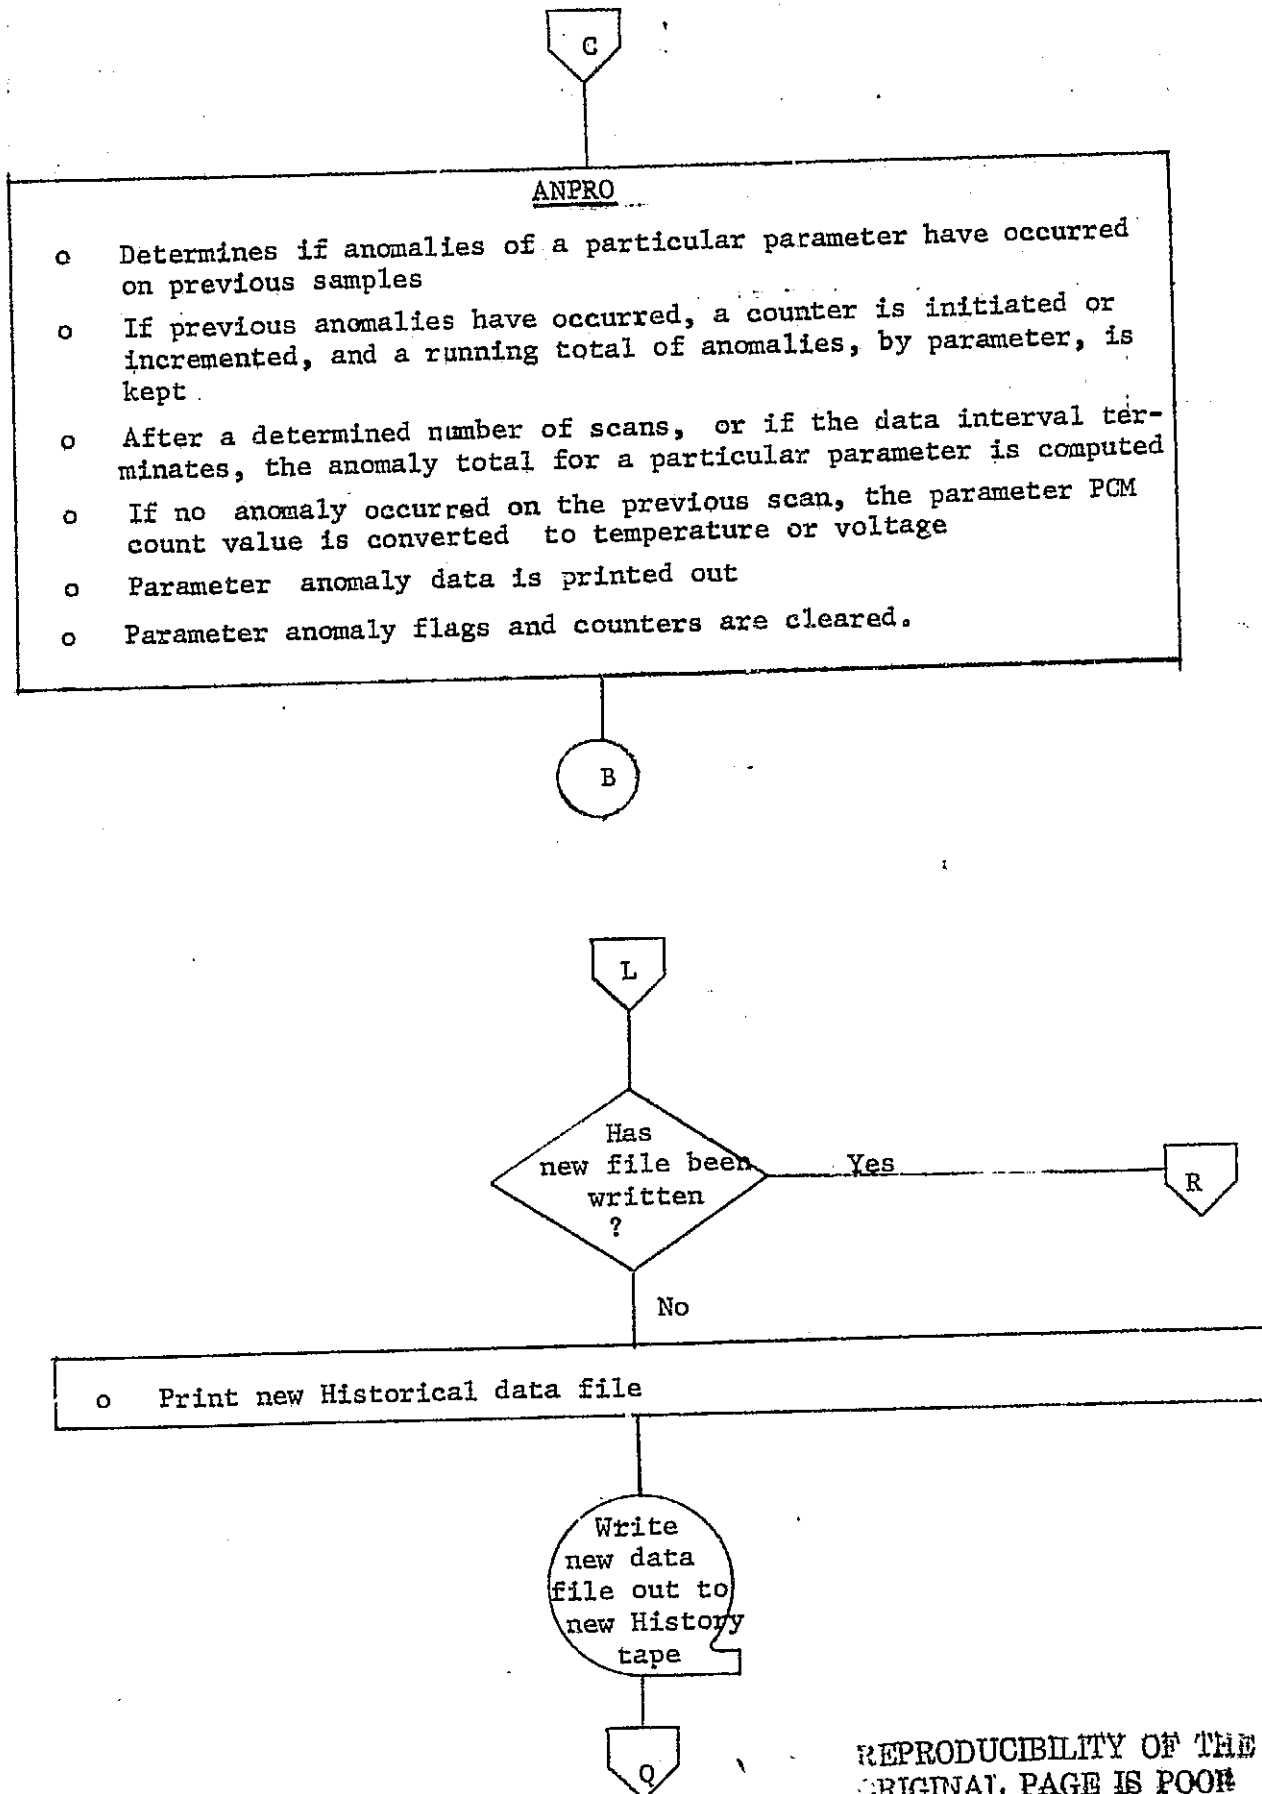 C
ANPRO
o Determines if anomalies of a particular parameter have occurred
on previous samples
o If previous anomalies have occurred, a counter is initiated or
incremented, and a running total of anomalies, by parameter, is
kept.
o After a determined number of scans, or if the data interval ter-
minates, the anomaly total for a particular parameter is computed
o If no anomaly occurred on the previous scan, the parameter PCM
count value is converted to temperature or voltage
o Parameter anomaly data is printed out
o Parameter anomaly flags and counters are cleared.
B
L
Has
new file been
written
?
Yes
R
No
o Print new Historical data file
Write
new data
file out to
new History
tape
Q
REPRODUCIBILITY OF THE
ORIGINAL PAGE IS POOR